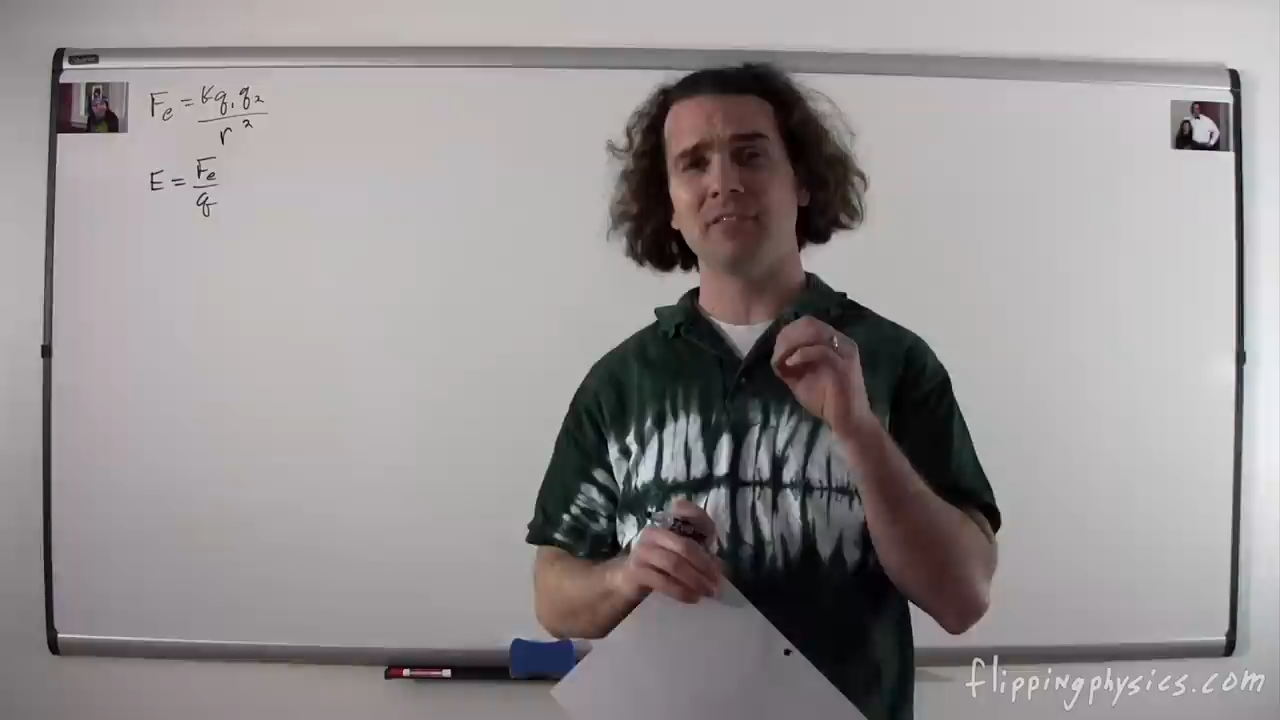 Fe = kq₁q₂ / r²
E = Fe / q
flippingphysics.com